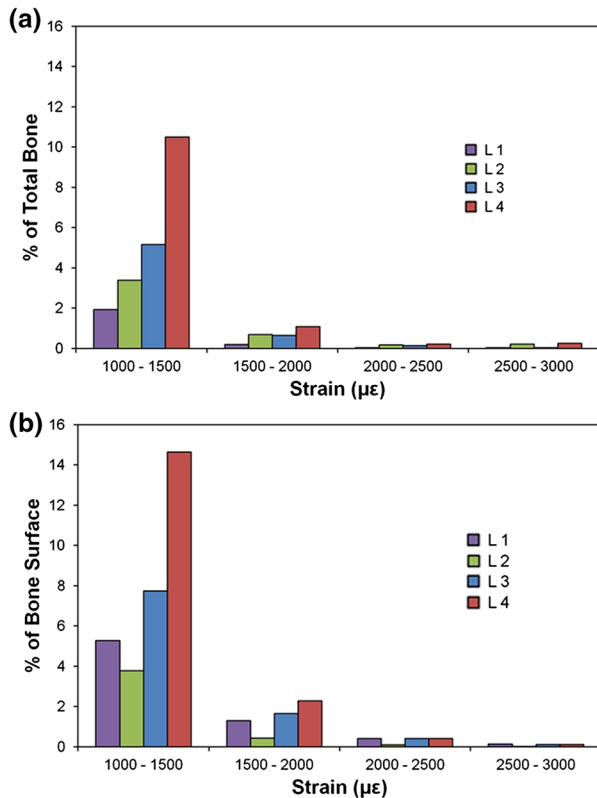 (a)
16
14
12
10
8
6
4
2
0
% of Total Bone
L 1
L 2
L 3
L 4
1000 - 1500 1500 - 2000 2000 - 2500 2500 - 3000
Strain (µε)
(b)
16
14
12
10
8
6
4
2
0
% of Bone Surface
L 1
L 2
L 3
L 4
1000 - 1500 1500 - 2000 2000 - 2500 2500 - 3000
Strain (µε)